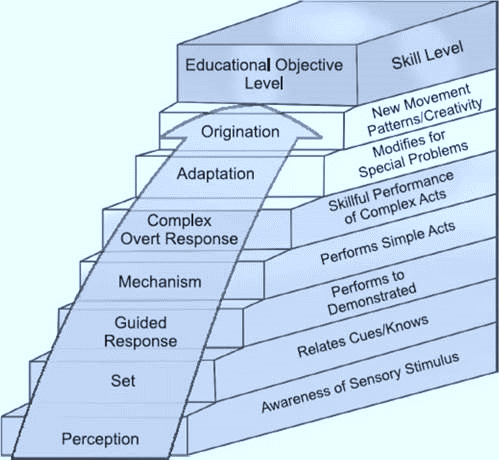 Educational Objective
Level
Skill Level
Origination
New Movement
Patterns/Creativity
Adaptation
Modifies for
Special Problems
Complex
Overt Response
Skillful Performance
of Complex Acts
Mechanism
Performs Simple Acts
Guided
Response
Performs to
Demonstrated
Set
Relates Cues/Knows
Perception
Awareness of Sensory Stimulus